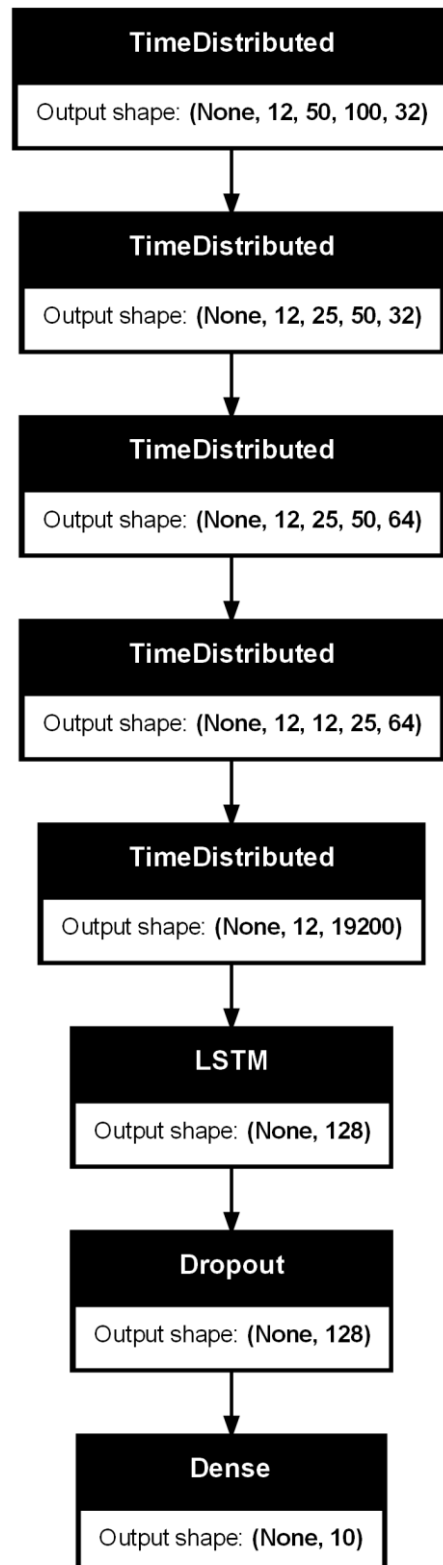 TimeDistributed
Output shape: (None, 12, 50, 100, 32)
TimeDistributed
Output shape: (None, 12, 25, 50, 32)
TimeDistributed
Output shape: (None, 12, 25, 50, 64)
TimeDistributed
Output shape: (None, 12, 12, 25, 64)
TimeDistributed
Output shape: (None, 12, 19200)
LSTM
Output shape: (None, 128)
Dropout
Output shape: (None, 128)
Dense
Output shape: (None, 10)